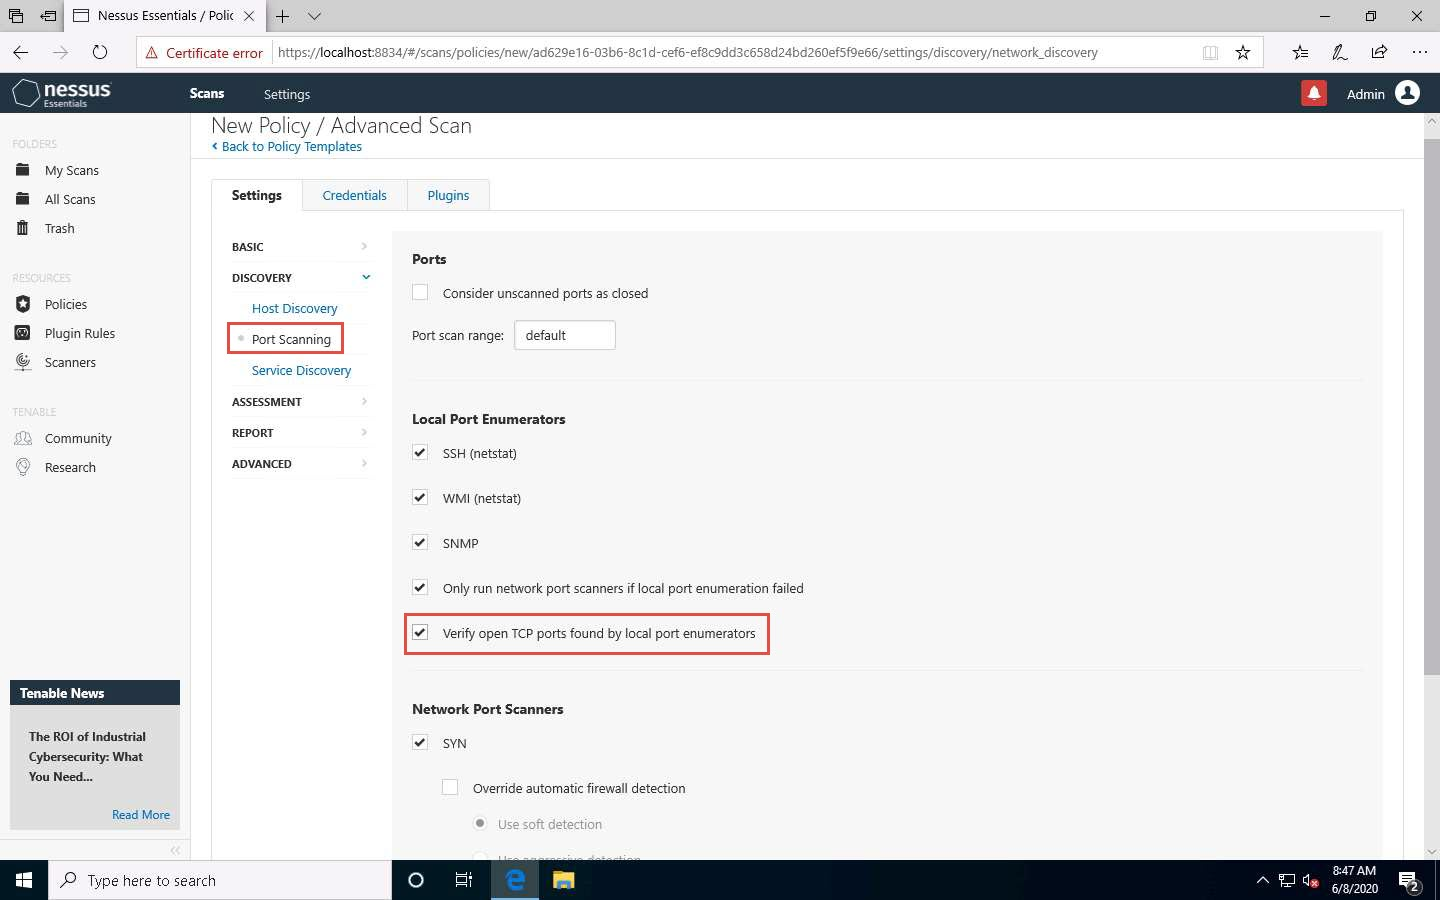 Nessus Essentials / Polic
Certificate error
https://localhost:8834/#/scans/policies/new/ad629e16-03b6-8c1d-cef6-ef8c9dd3c658d24bd260ef5f9e66/settings/discovery/network_discovery
nessus
Essentials
Scans
Settings
Admin
New Policy / Advanced Scan
Back to Policy Templates
FOLDERS
My Scans
All Scans
Trash
RESOURCES
Policies
Plugin Rules
Scanners
TENABLE
Community
Research
Tenable News
The ROI of Industrial
Cybersecurity: What
You Need...
Read More
Settings
Credentials
Plugins
BASIC
DISCOVERY
Host Discovery
Port Scanning
Service Discovery
ASSESSMENT
REPORT
ADVANCED
Ports
Consider unscanned ports as closed
Port scan range: default
Local Port Enumerators
SSH (netstat)
WMI (netstat)
SNMP
Only run network port scanners if local port enumeration failed
Verify open TCP ports found by local port enumerators
Network Port Scanners
SYN
Override automatic firewall detection
Use soft detection
Use aggressive detection
Type here to search
8:47 AM
6/8/2020
2